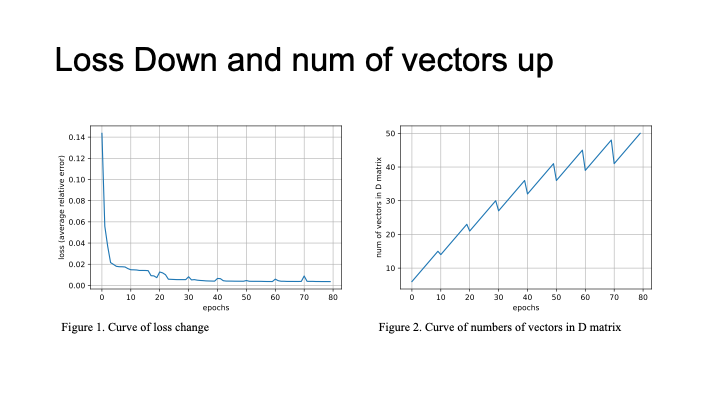 Loss Down and num of vectors up
0.14
0.12
0.10
0.08
0.06
0.04
0.02
0.00
loss (average relative error)
0 10 20 30 40 50 60 70 80
epochs
Figure 1. Curve of loss change
50
40
30
20
10
num of vectors in D matrix
0 10 20 30 40 50 60 70 80
epochs
Figure 2. Curve of numbers of vectors in D matrix